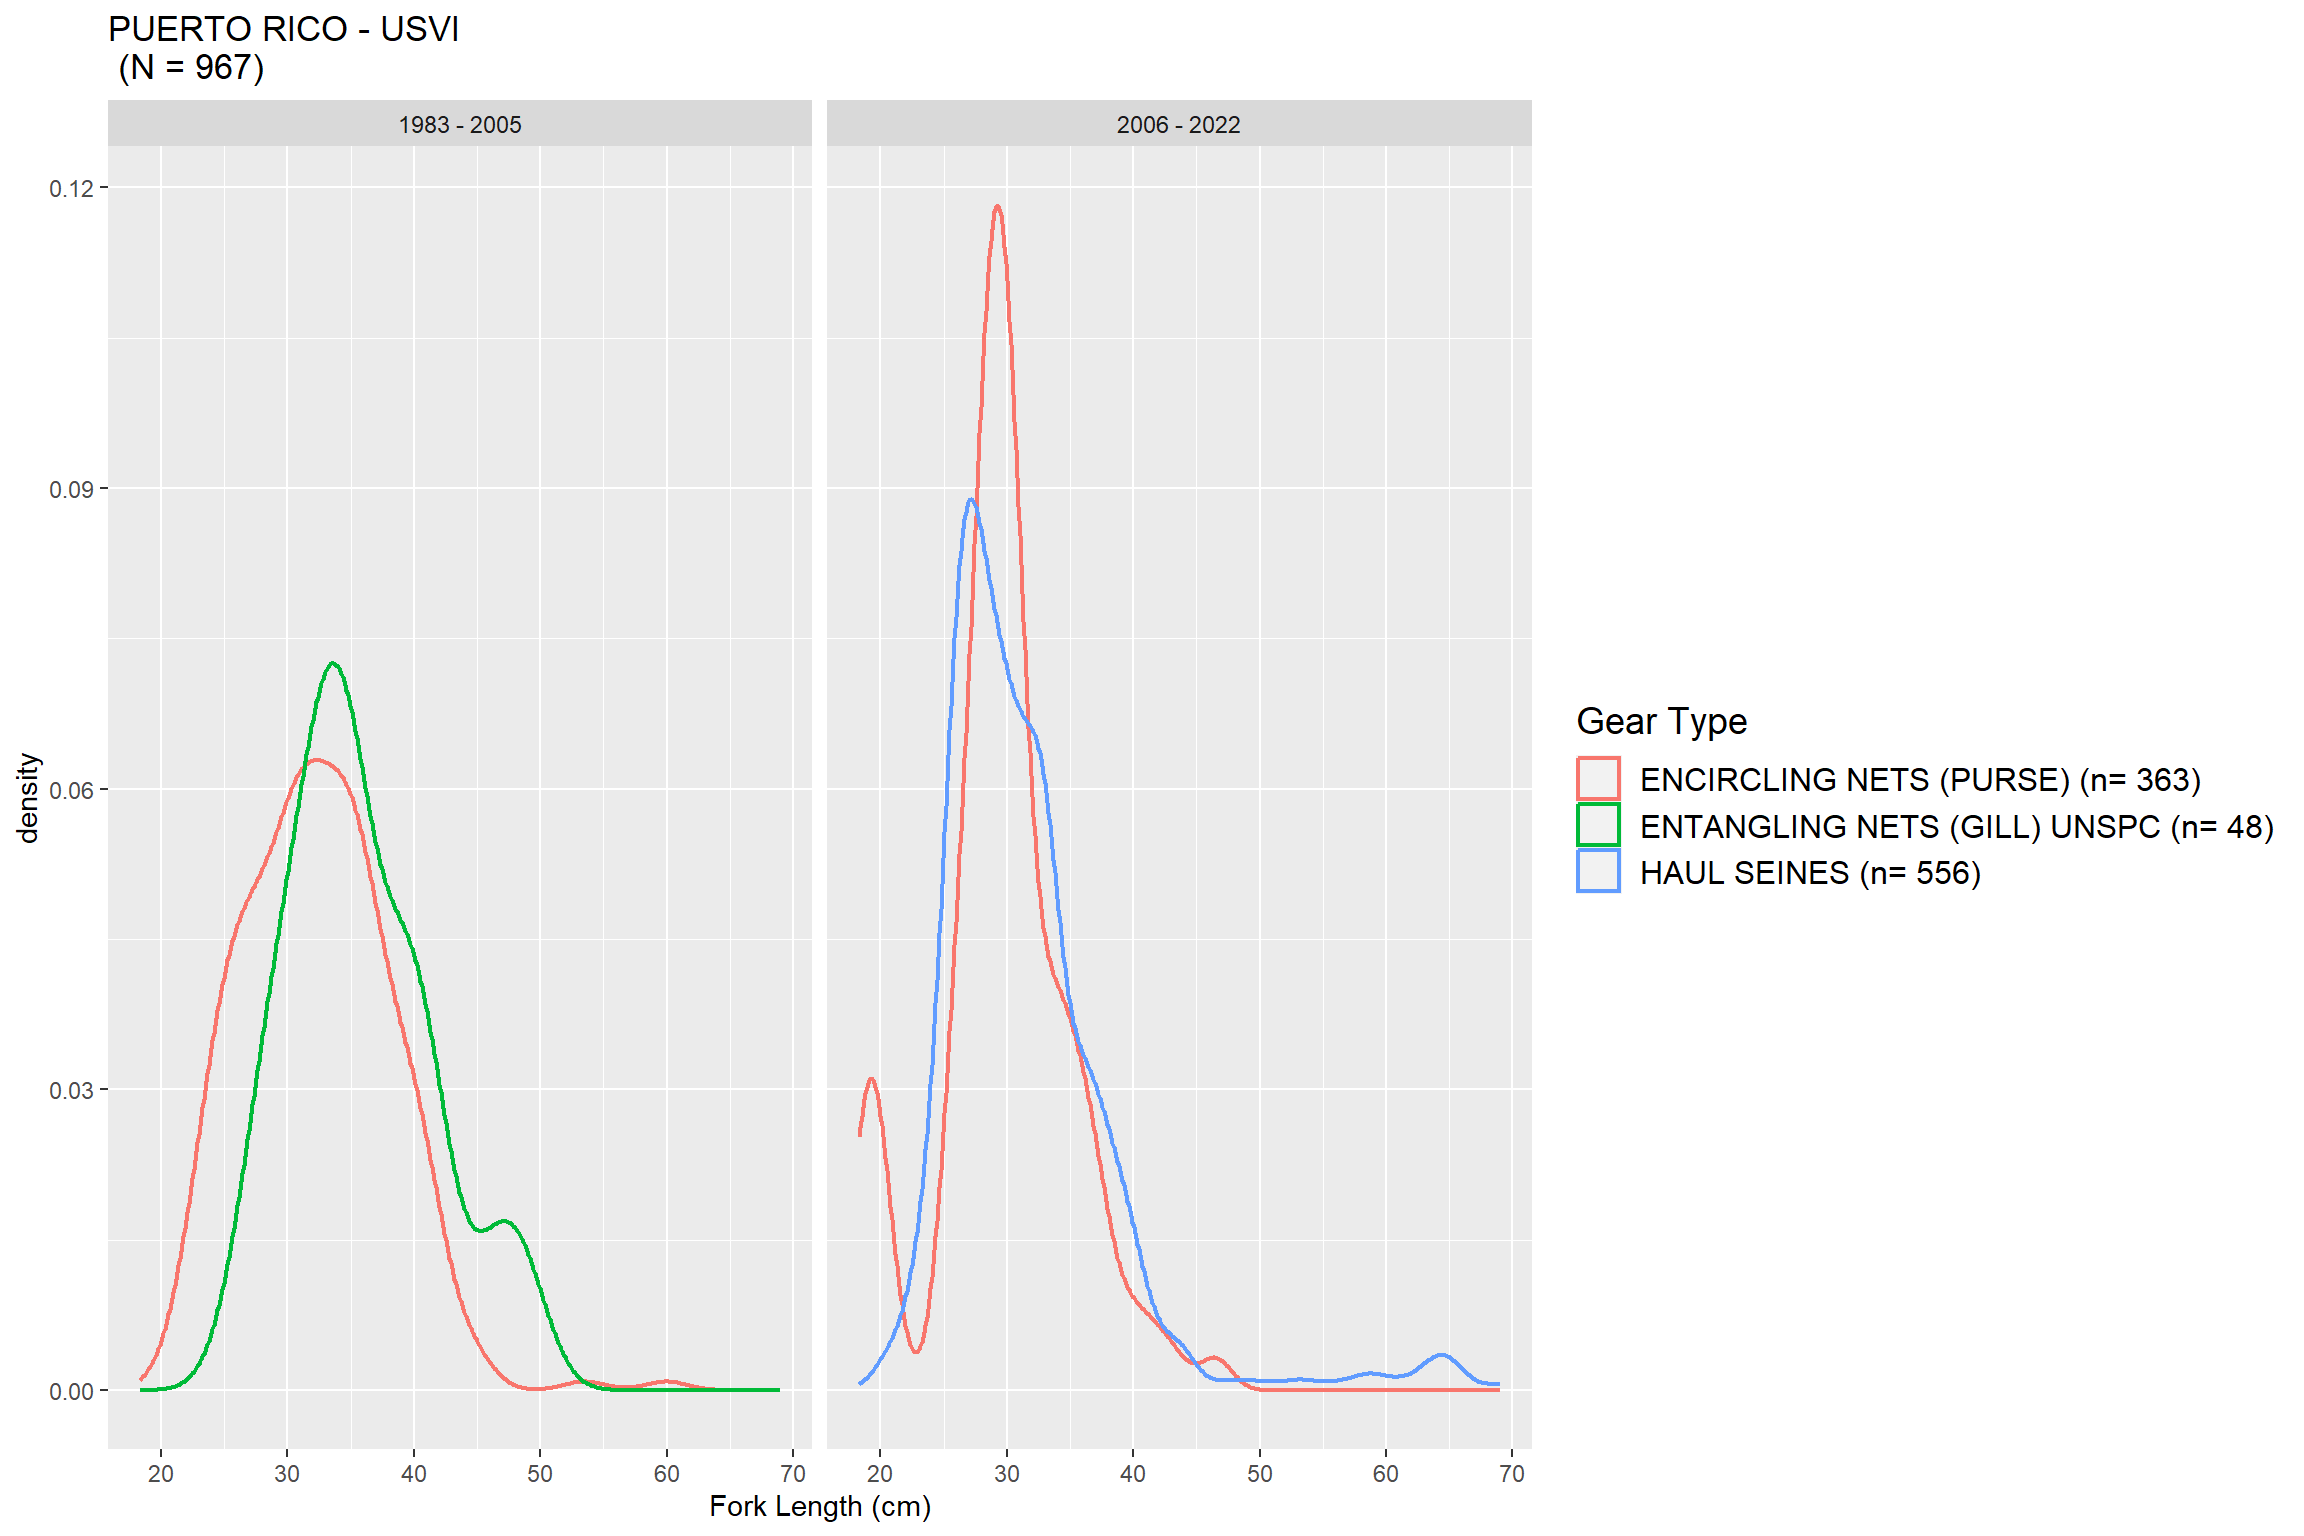 PUERTO RICO - USVI
(N = 967)
1983 - 2005
2006 - 2022
0.12
0.09
0.06
0.03
0.00
density
20 30 40 50 60 70
20 30 40 50 60 70
Fork Length (cm)
Gear Type
ENCIRCLING NETS (PURSE) (n= 363)
ENTANGLING NETS (GILL) UNSPC (n= 48)
HAUL SEINES (n= 556)